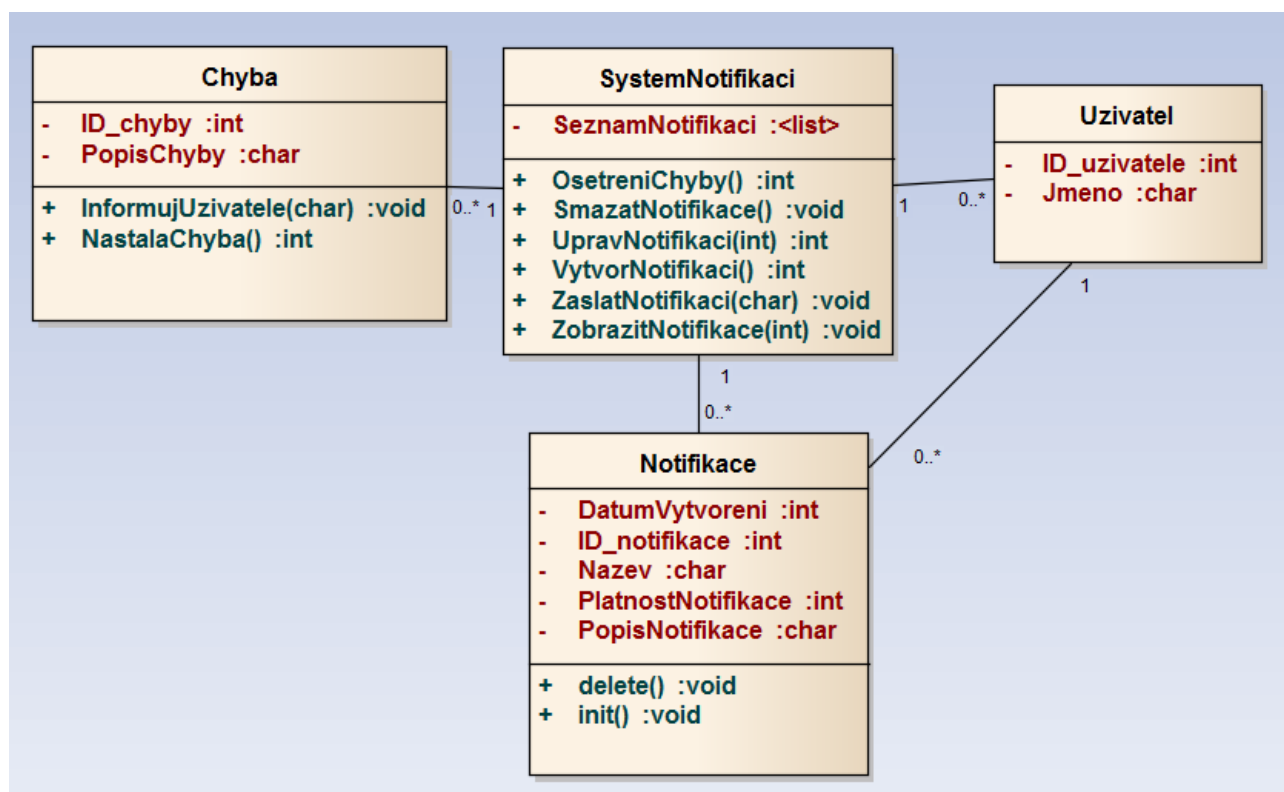 Chyba
- ID_chyby :int
- PopisChyby :char
+ InformujUzivatele(char) :void
+ NastalaChyba() :int
0..*
1
SystemNotifikaci
- SeznamNotifikaci :<list>
+ OsetreniChyby() :int
+ SmazatNotifikace() :void
+ UpravNotifikaci(int) :int
+ VytvorNotifikaci() :int
+ ZaslatNotifikaci(char) :void
+ ZobrazitNotifikace(int) :void
1
0..*
Uzivatel
- ID_uzivatele :int
- Jmeno :char
1
1
0..*
0..*
Notifikace
- DatumVytvoreni :int
- ID_notifikace :int
- Nazev :char
- PlatnostNotifikace :int
- PopisNotifikace :char
+ delete() :void
+ init() :void